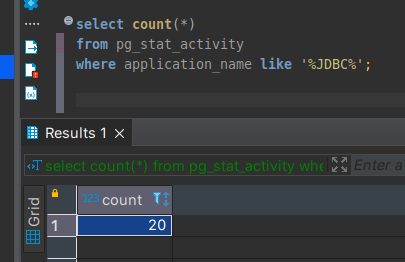 select count(*)
from pg_stat_activity
where application_name like '%JDBC%';
Results 1
select count(*) from pg_stat_activity whe
Enter a
Grid
123 count
1 20